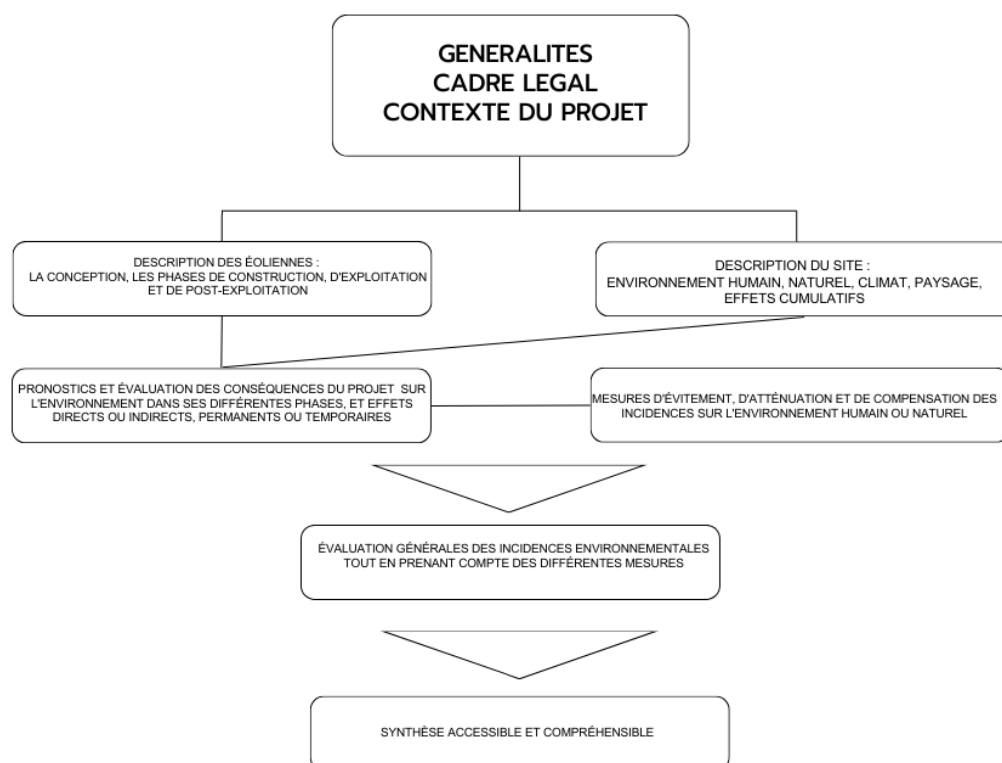 GENERALITES
CADRE LEGAL
CONTEXTE DU PROJET
DESCRIPTION DES ÉOLIENNES :
LA CONCEPTION, LES PHASES DE CONSTRUCTION, D'EXPLOITATION
ET DE POST-EXPLOITATION
DESCRIPTION DU SITE :
ENVIRONNEMENT HUMAIN, NATUREL, CLIMAT, PAYSAGE,
EFFETS CUMULATIFS
PRONOSTICS ET ÉVALUATION DES CONSÉQUENCES DU PROJET SUR
L'ENVIRONNEMENT DANS SES DIFFÉRENTES PHASES, ET EFFETS
DIRECTS OU INDIRECTS, PERMANENTS OU TEMPORAIRES
MESURES D'ÉVITEMENT, D'ATTÉNUATION ET DE COMPENSATION DES
INCIDENCES SUR L'ENVIRONNEMENT HUMAIN OU NATUREL
ÉVALUATION GÉNÉRALES DES INCIDENCES ENVIRONNEMENTALES
TOUT EN PRENANT COMPTE DES DIFFÉRENTES MESURES
SYNTHÈSE ACCESSIBLE ET COMPRÉHENSIBLE